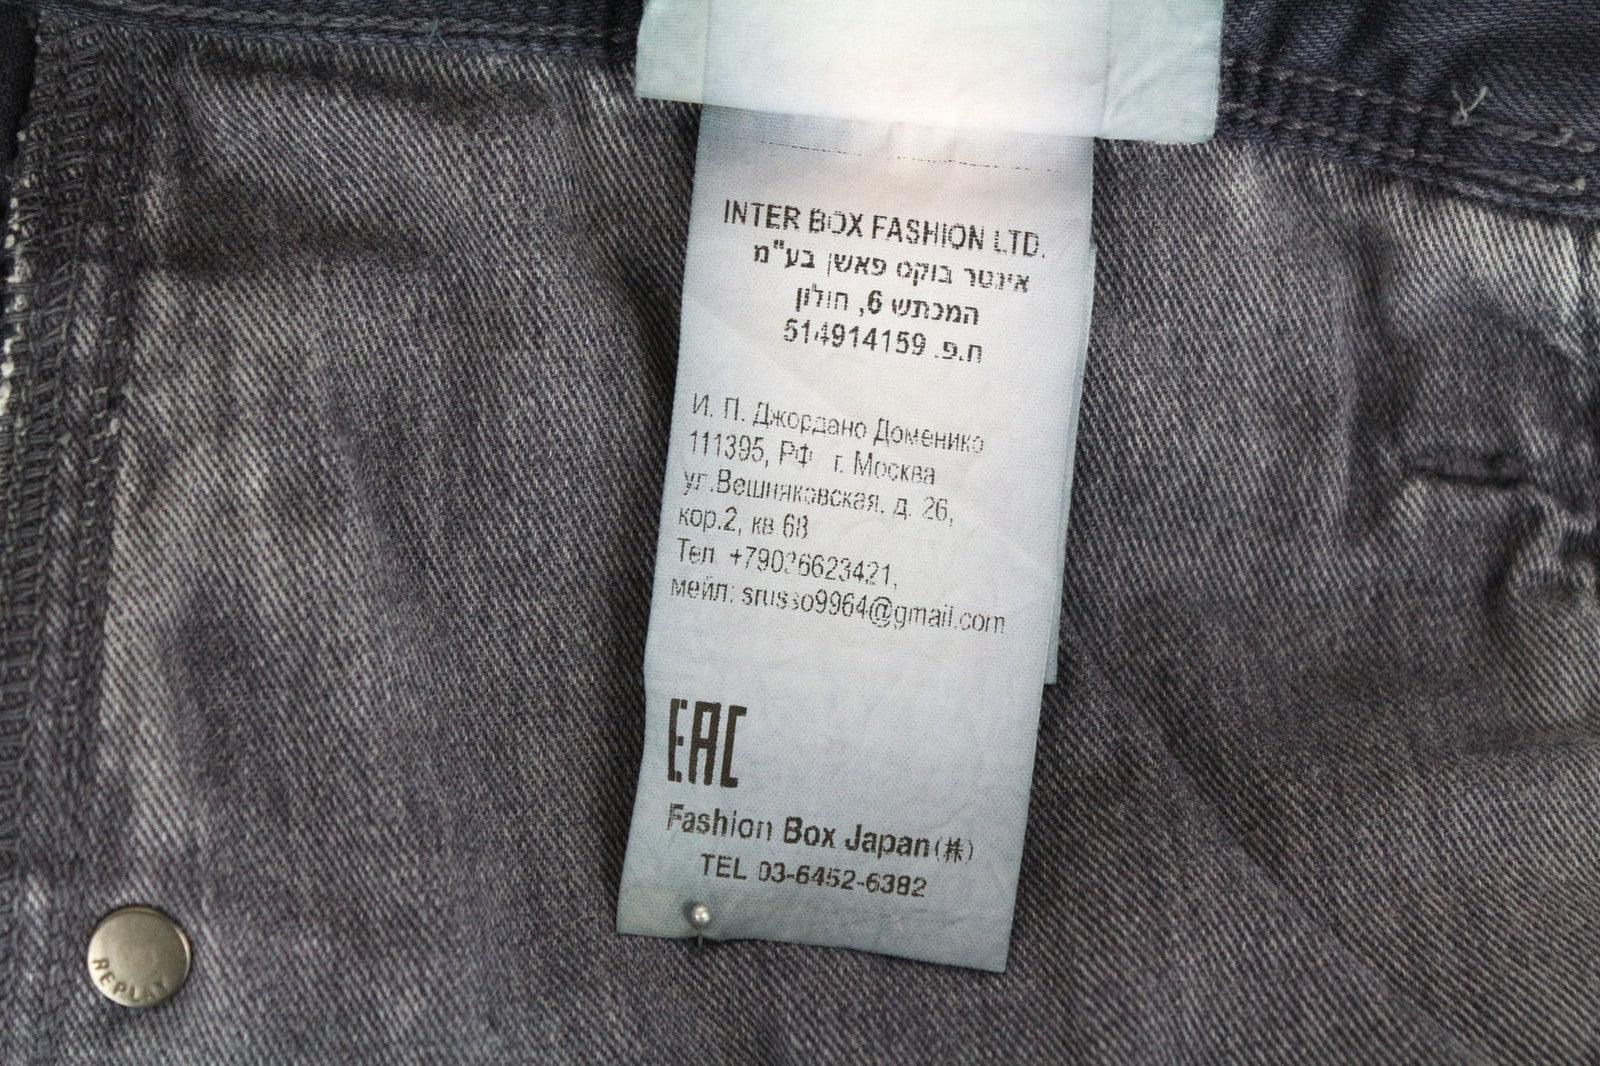 INTER BOX FASHION LTD.
אינטר בוקס פאשן בע"מ
המכתש 6, חולון
ח.פ. 514914159
И. П. Джордано Доменико
111395, РФ г. Москва
ул.Вешняковская, д. 26,
кор.2, кв.68
Тел. +79036623421,
мейл: srusso9964@gmail.com
EAC
Fashion Box Japan(株)
TEL 03-6452-6382
REPLAY